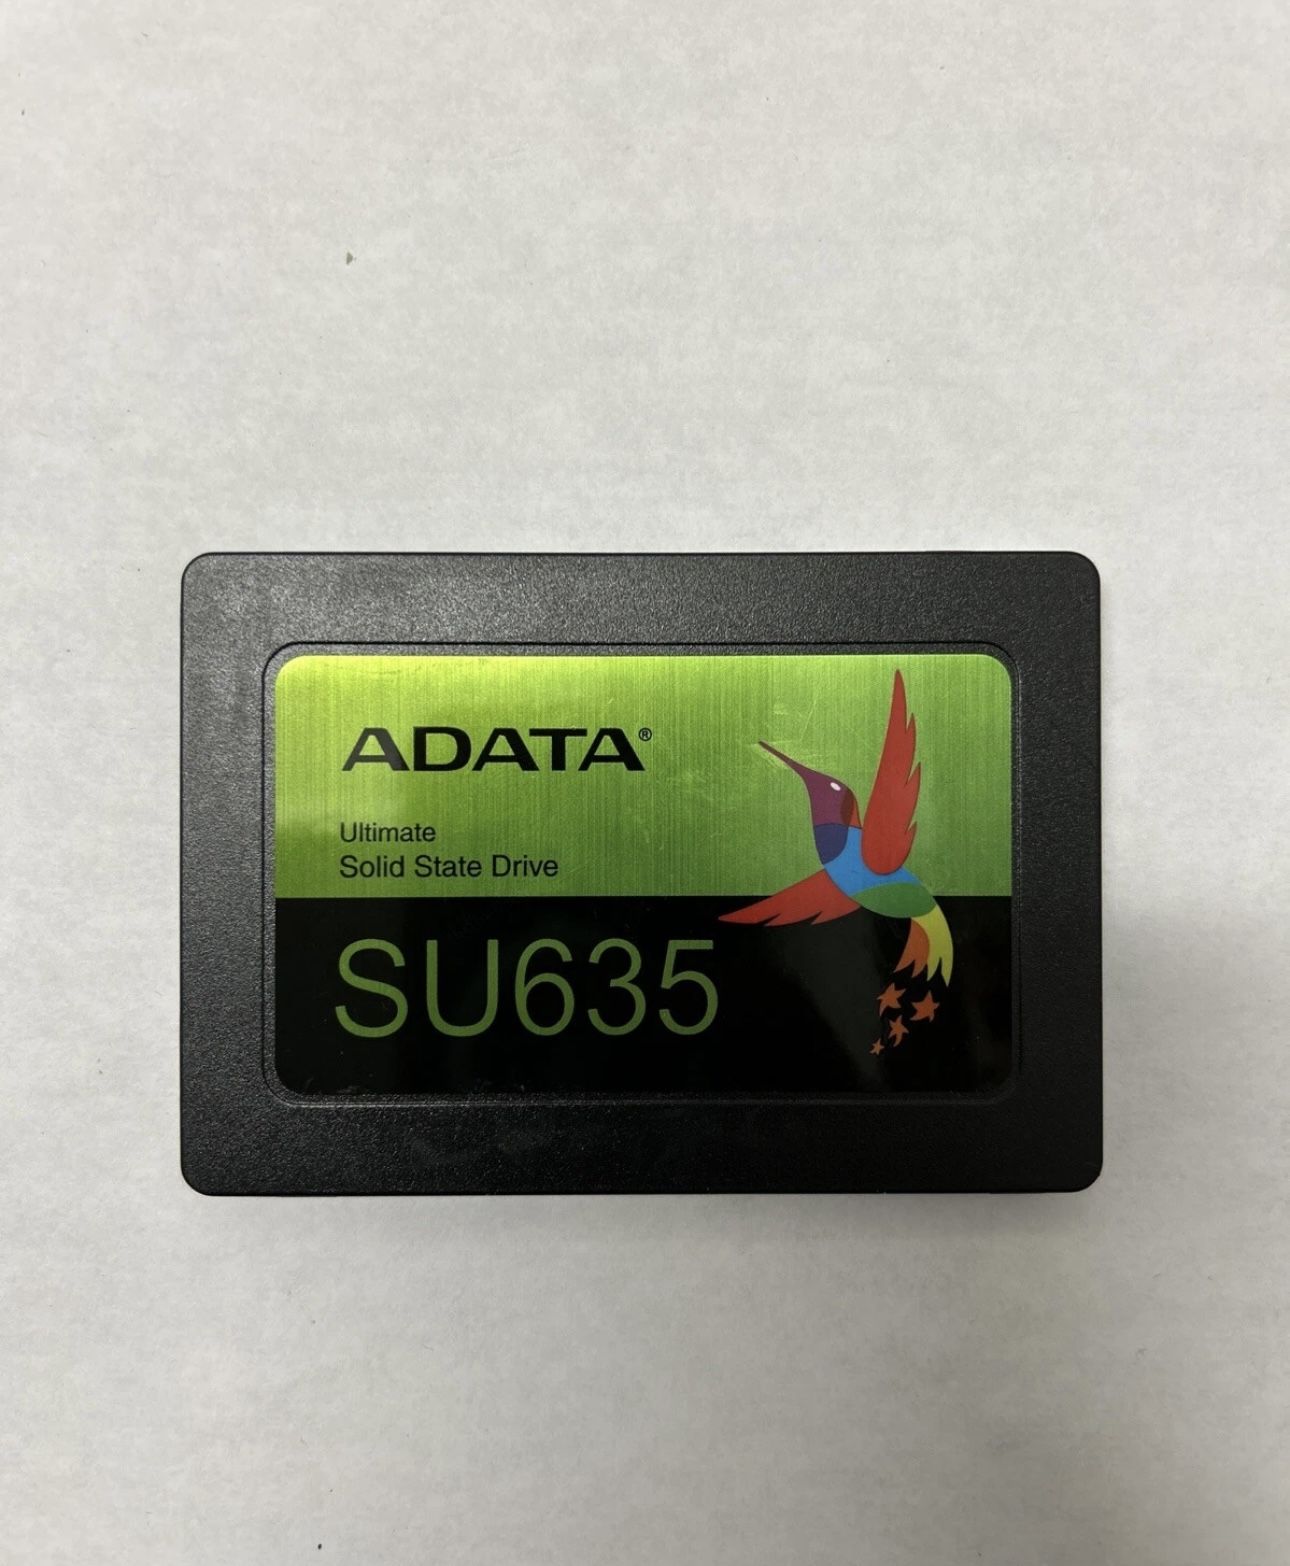 ADATA®
Ultimate
Solid State Drive
SU635